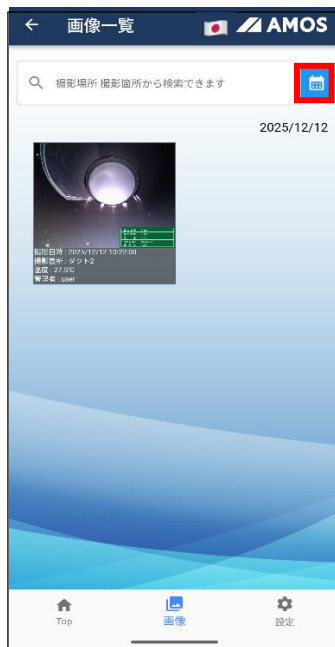 画像一覧
AMOS
撮影場所 撮影箇所から検索できます
2025/12/12
撮影日時 : 2025/12/12 10:22:00
撮影箇所 : ダクト2
温度 : 27.5℃
管理者 : user
Top
画像
設定